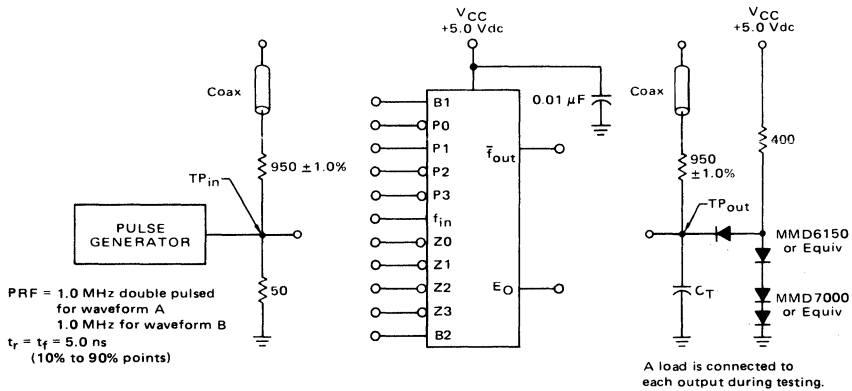 Coax
950 ± 1.0%
TPin
PULSE
GENERATOR
50
PRF = 1.0 MHz double pulsed
for waveform A
1.0 MHz for waveform B
tr = tf = 5.0 ns
(10% to 90% points)
VCC
+5.0 Vdc
0.01 µF
B1
P0
P1
P2
P3
fin
Z0
Z1
Z2
Z3
B2
f̄out
EO
VCC
+5.0 Vdc
Coax
400
950
±1.0%
TPout
MMD6150
or Equiv
CT
MMD7000
or Equiv
A load is connected to
each output during testing.